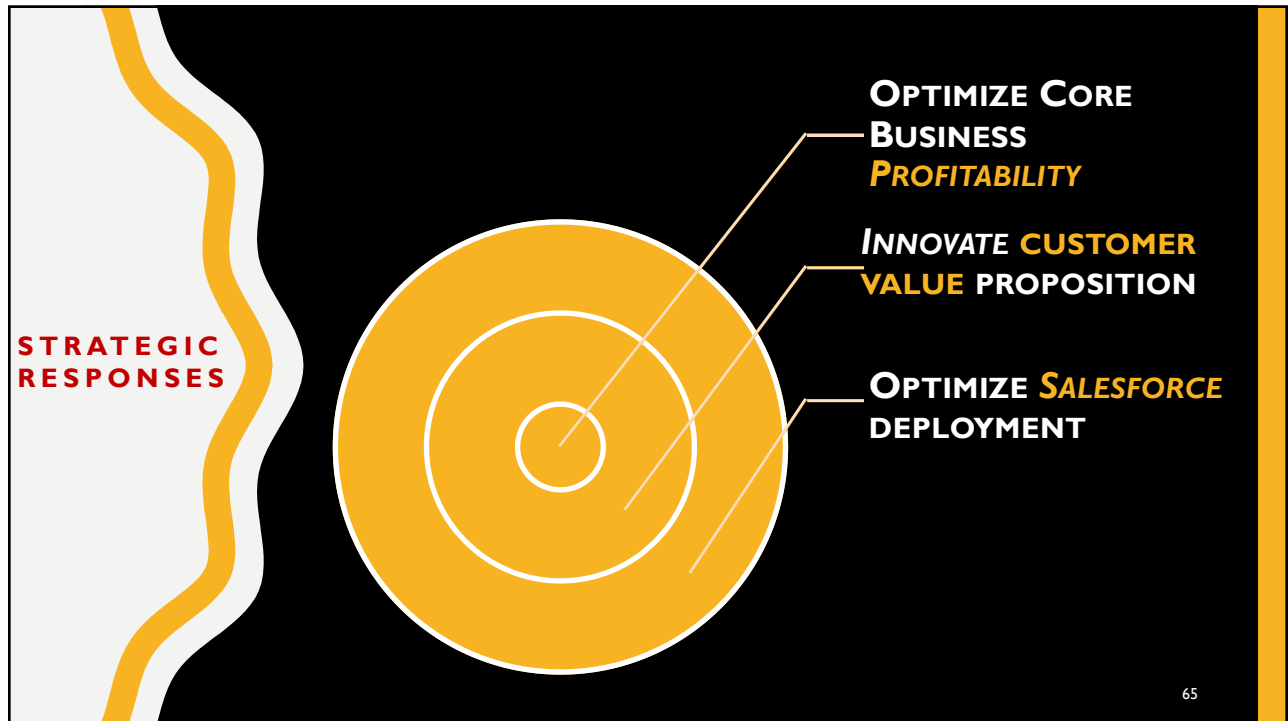 STRATEGIC
RESPONSES
OPTIMIZE CORE
BUSINESS
PROFITABILITY
INNOVATE CUSTOMER
VALUE PROPOSITION
OPTIMIZE SALESFORCE
DEPLOYMENT
65